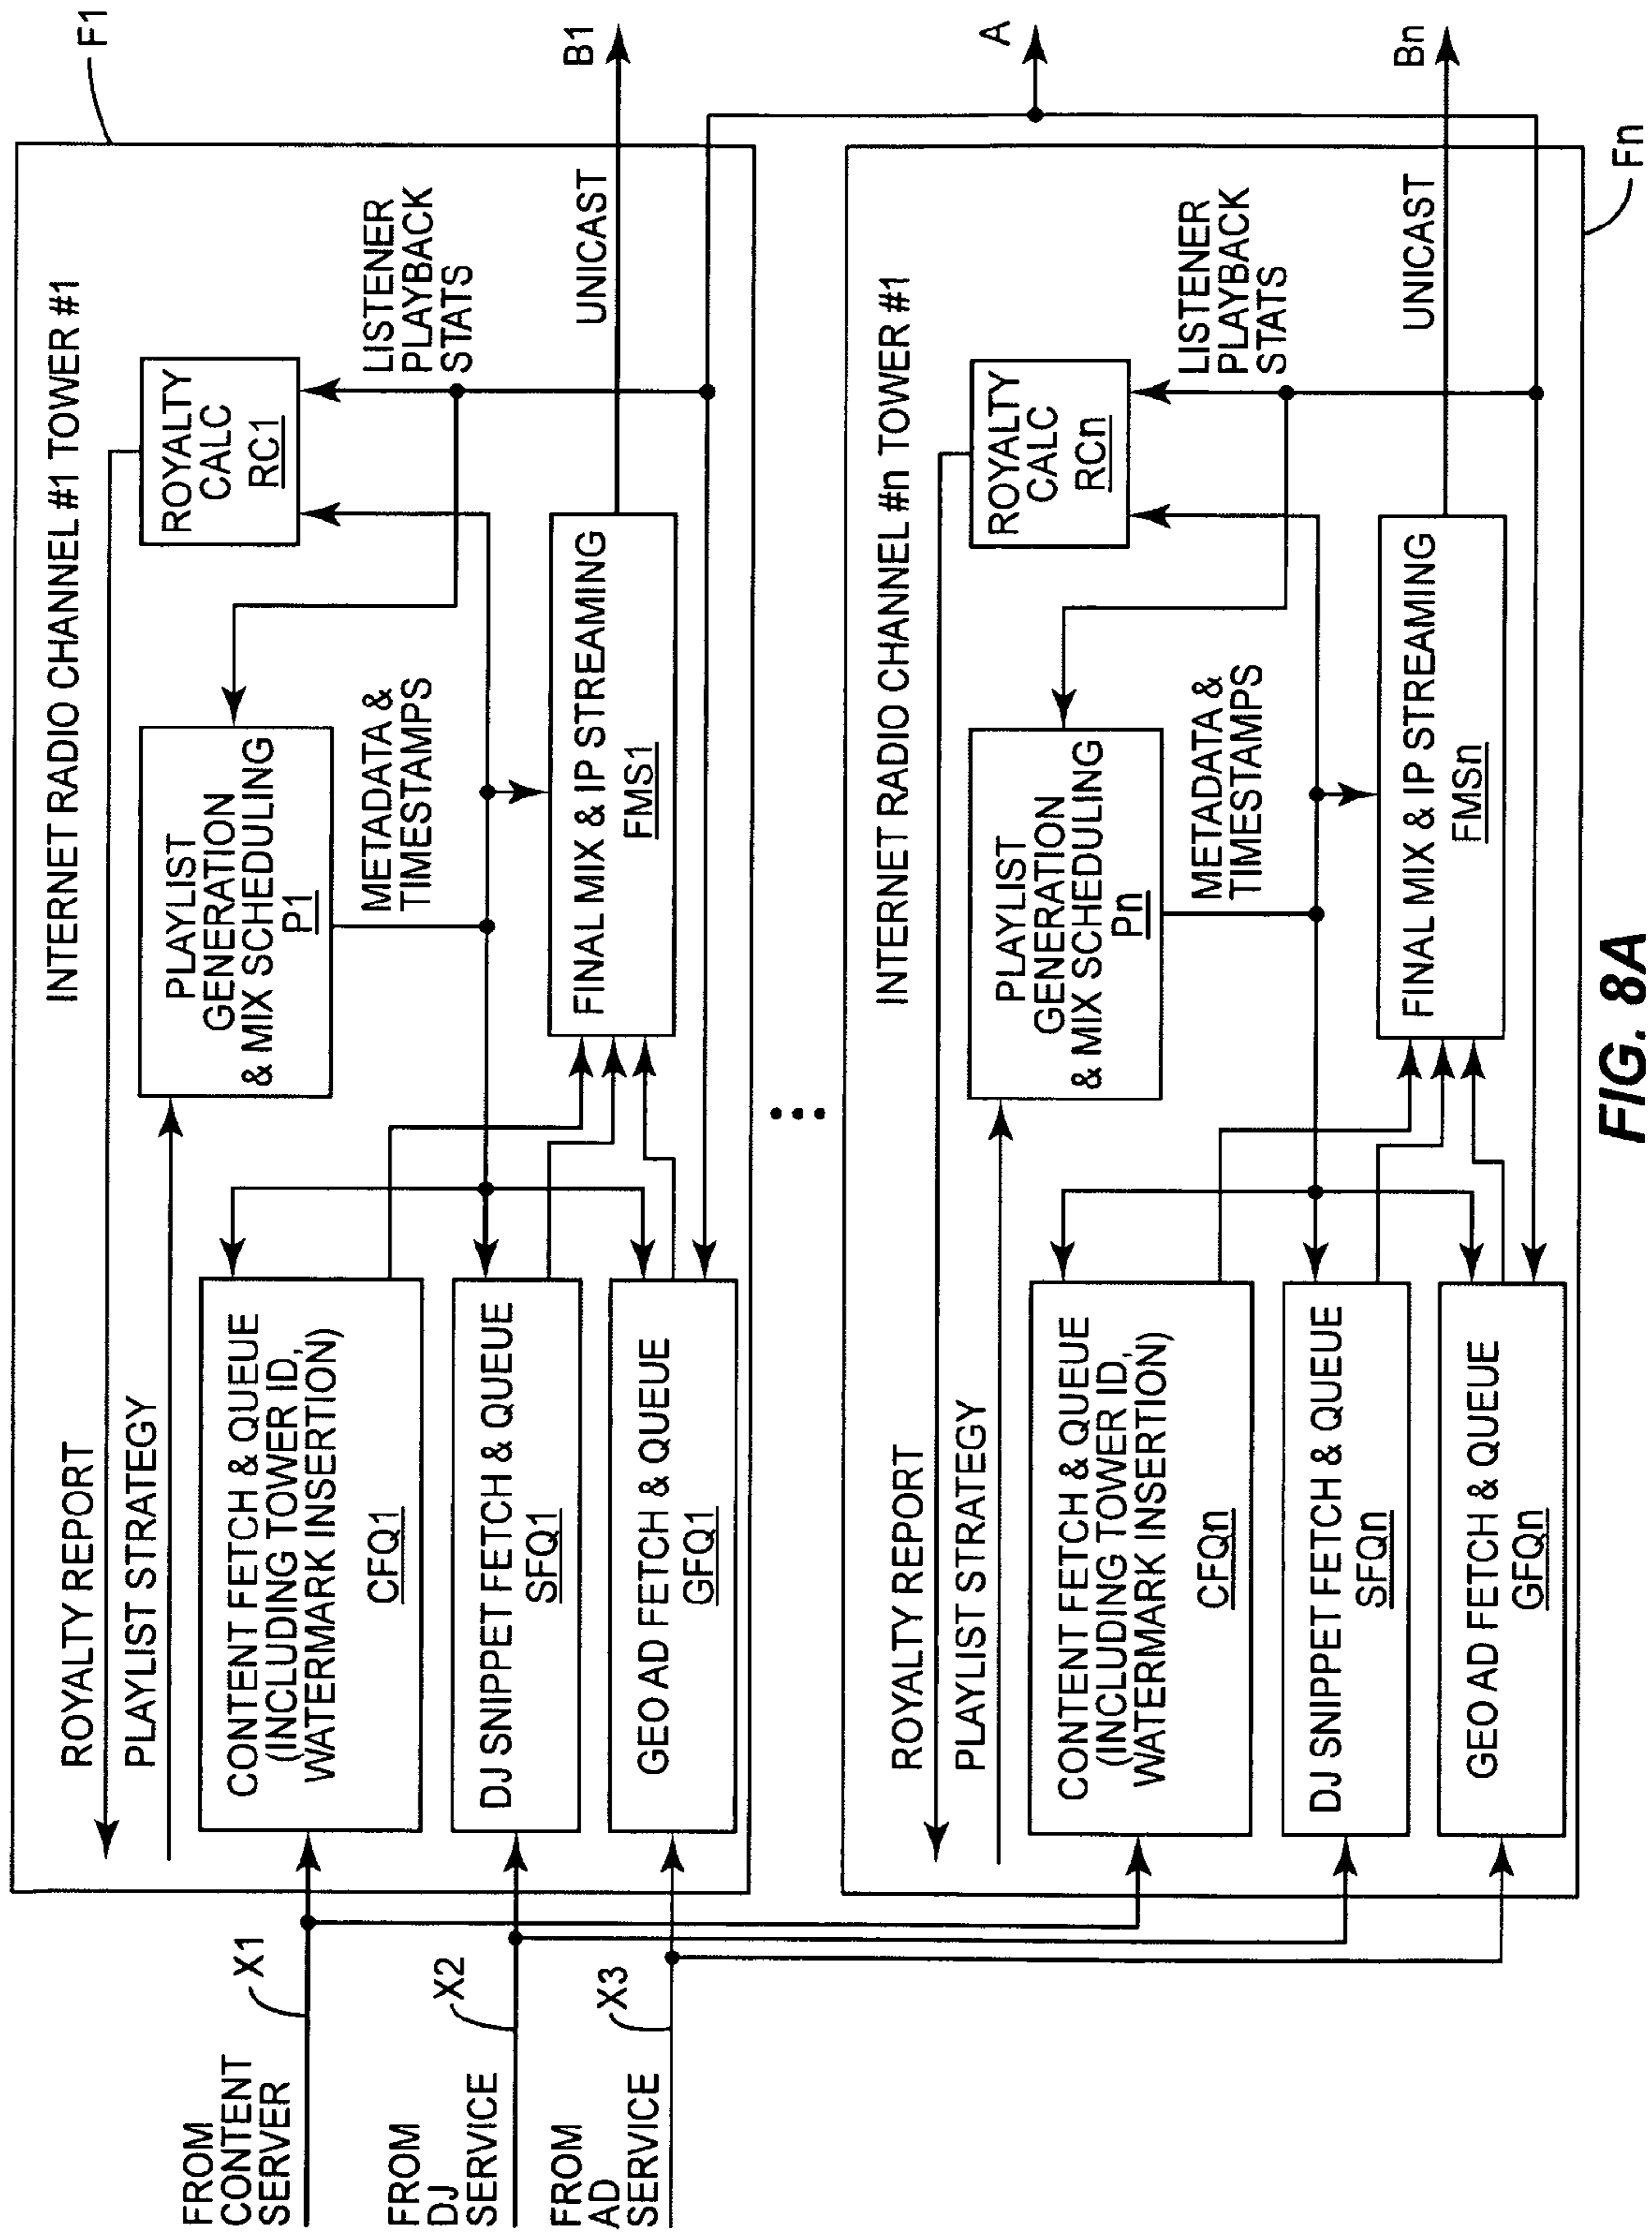 F1
INTERNET RADIO CHANNEL #1 TOWER #1
ROYALTY REPORT
PLAYLIST STRATEGY
PLAYLIST
GENERATION
& MIX SCHEDULING
P1
ROYALTY
CALC
RC1
LISTENER
PLAYBACK
STATS
METADATA &
TIMESTAMPS
FROM
CONTENT
SERVER
X1
CONTENT FETCH & QUEUE
(INCLUDING TOWER ID,
WATERMARK INSERTION)
CFQ1
FROM
DJ
SERVICE
X2
DJ SNIPPET FETCH & QUEUE
SFQ1
FROM
AD
SERVICE
X3
GEO AD FETCH & QUEUE
GFQ1
FINAL MIX & IP STREAMING
FMS1
UNICAST
B1
A
INTERNET RADIO CHANNEL #n TOWER #1
ROYALTY REPORT
PLAYLIST STRATEGY
PLAYLIST
GENERATION
& MIX SCHEDULING
Pn
ROYALTY
CALC
RCn
LISTENER
PLAYBACK
STATS
METADATA &
TIMESTAMPS
CONTENT FETCH & QUEUE
(INCLUDING TOWER ID,
WATERMARK INSERTION)
CFQn
DJ SNIPPET FETCH & QUEUE
SFQn
GEO AD FETCH & QUEUE
GFQn
FINAL MIX & IP STREAMING
FMSn
UNICAST
Bn
Fn
FIG. 8A